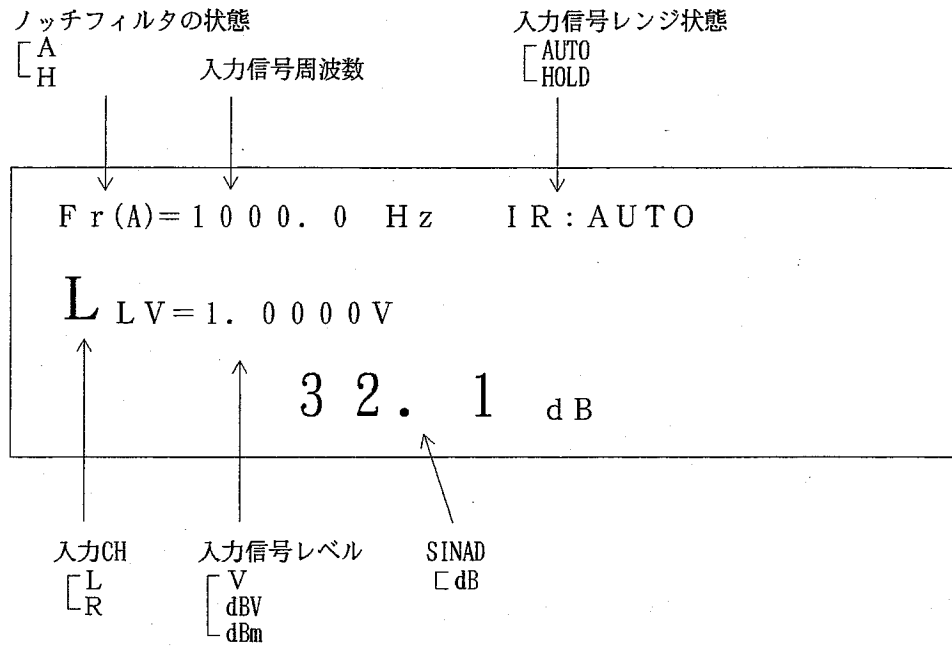 ノッチフィルタの状態
A
H
入力信号周波数
入力信号レンジ状態
AUTO
HOLD
Fr(A)=1000.0 Hz IR:AUTO
L LV=1.0000V
32.1 dB
入力CH
L
R
入力信号レベル
V
dBV
dBm
SINAD
dB